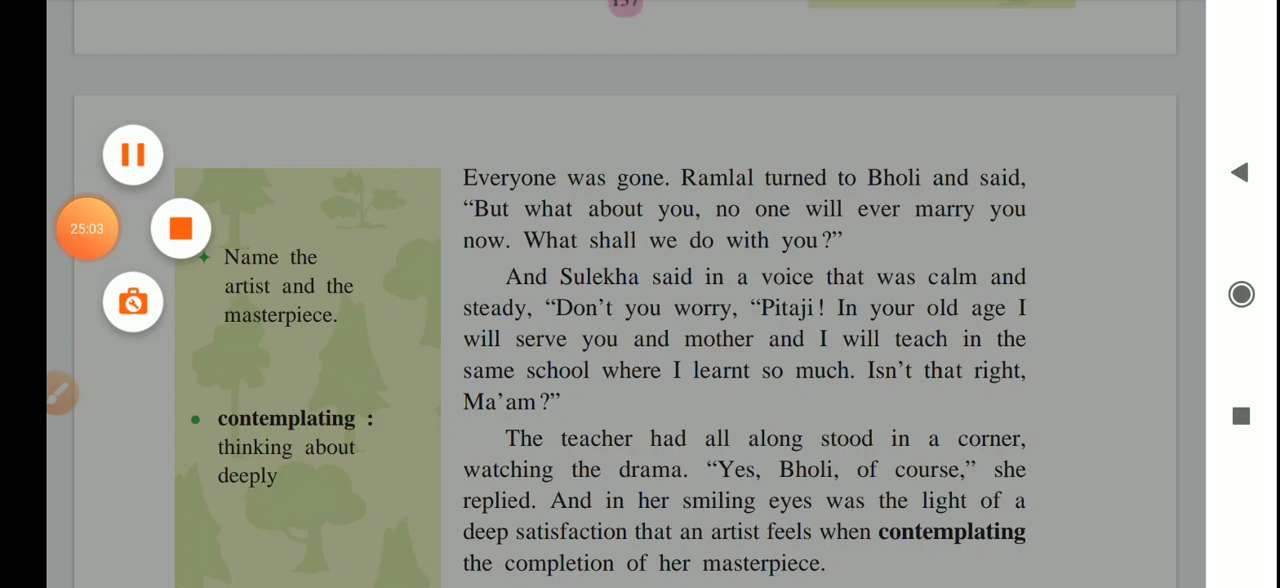 137
25:03
Name the
artist and the
masterpiece.
contemplating :
thinking about
deeply
Everyone was gone. Ramlal turned to Bholi and said,
“But what about you, no one will ever marry you
now. What shall we do with you?”
And Sulekha said in a voice that was calm and
steady, “Don’t you worry, “Pitaji! In your old age I
will serve you and mother and I will teach in the
same school where I learnt so much. Isn’t that right,
Ma’am?”
The teacher had all along stood in a corner,
watching the drama. “Yes, Bholi, of course,” she
replied. And in her smiling eyes was the light of a
deep satisfaction that an artist feels when contemplating
the completion of her masterpiece.